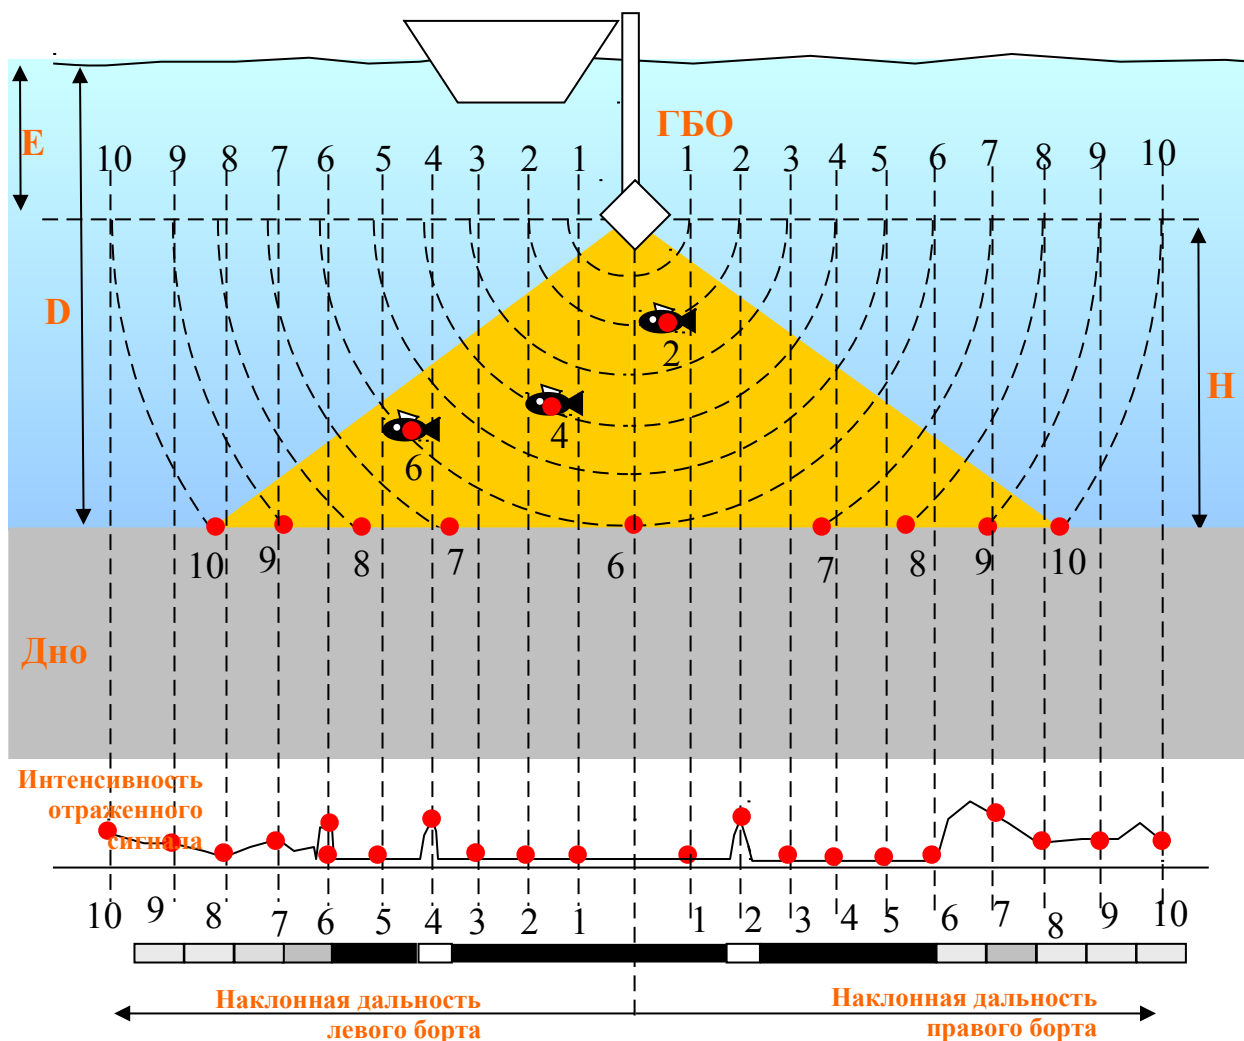 ГБО
E
10 9 8 7 6 5 4 3 2 1 1 2 3 4 5 6 7 8 9 10
D
2
H
4
6
10 9 8 7 6 7 8 9 10
Дно
Интенсивность
отраженного
сигнала
10 9 8 7 6 5 4 3 2 1 1 2 3 4 5 6 7 8 9 10
Наклонная дальность
левого борта
Наклонная дальность
правого борта